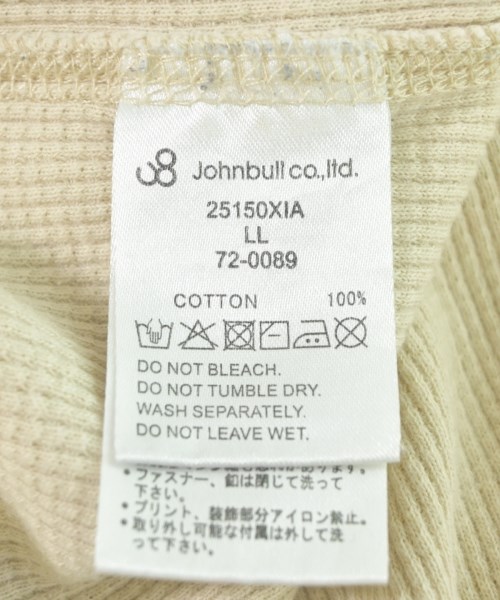 Johnbull co.,ltd.
25150XIA
LL
72-0089
COTTON 100%
DO NOT BLEACH.
DO NOT TUMBLE DRY.
WASH SEPARATELY.
DO NOT LEAVE WET.
・ファスナー、釦は閉じて洗って
下さい。
・プリント、装飾部分アイロン禁止。
・取り外し可能な付属は外して洗
って下さい。